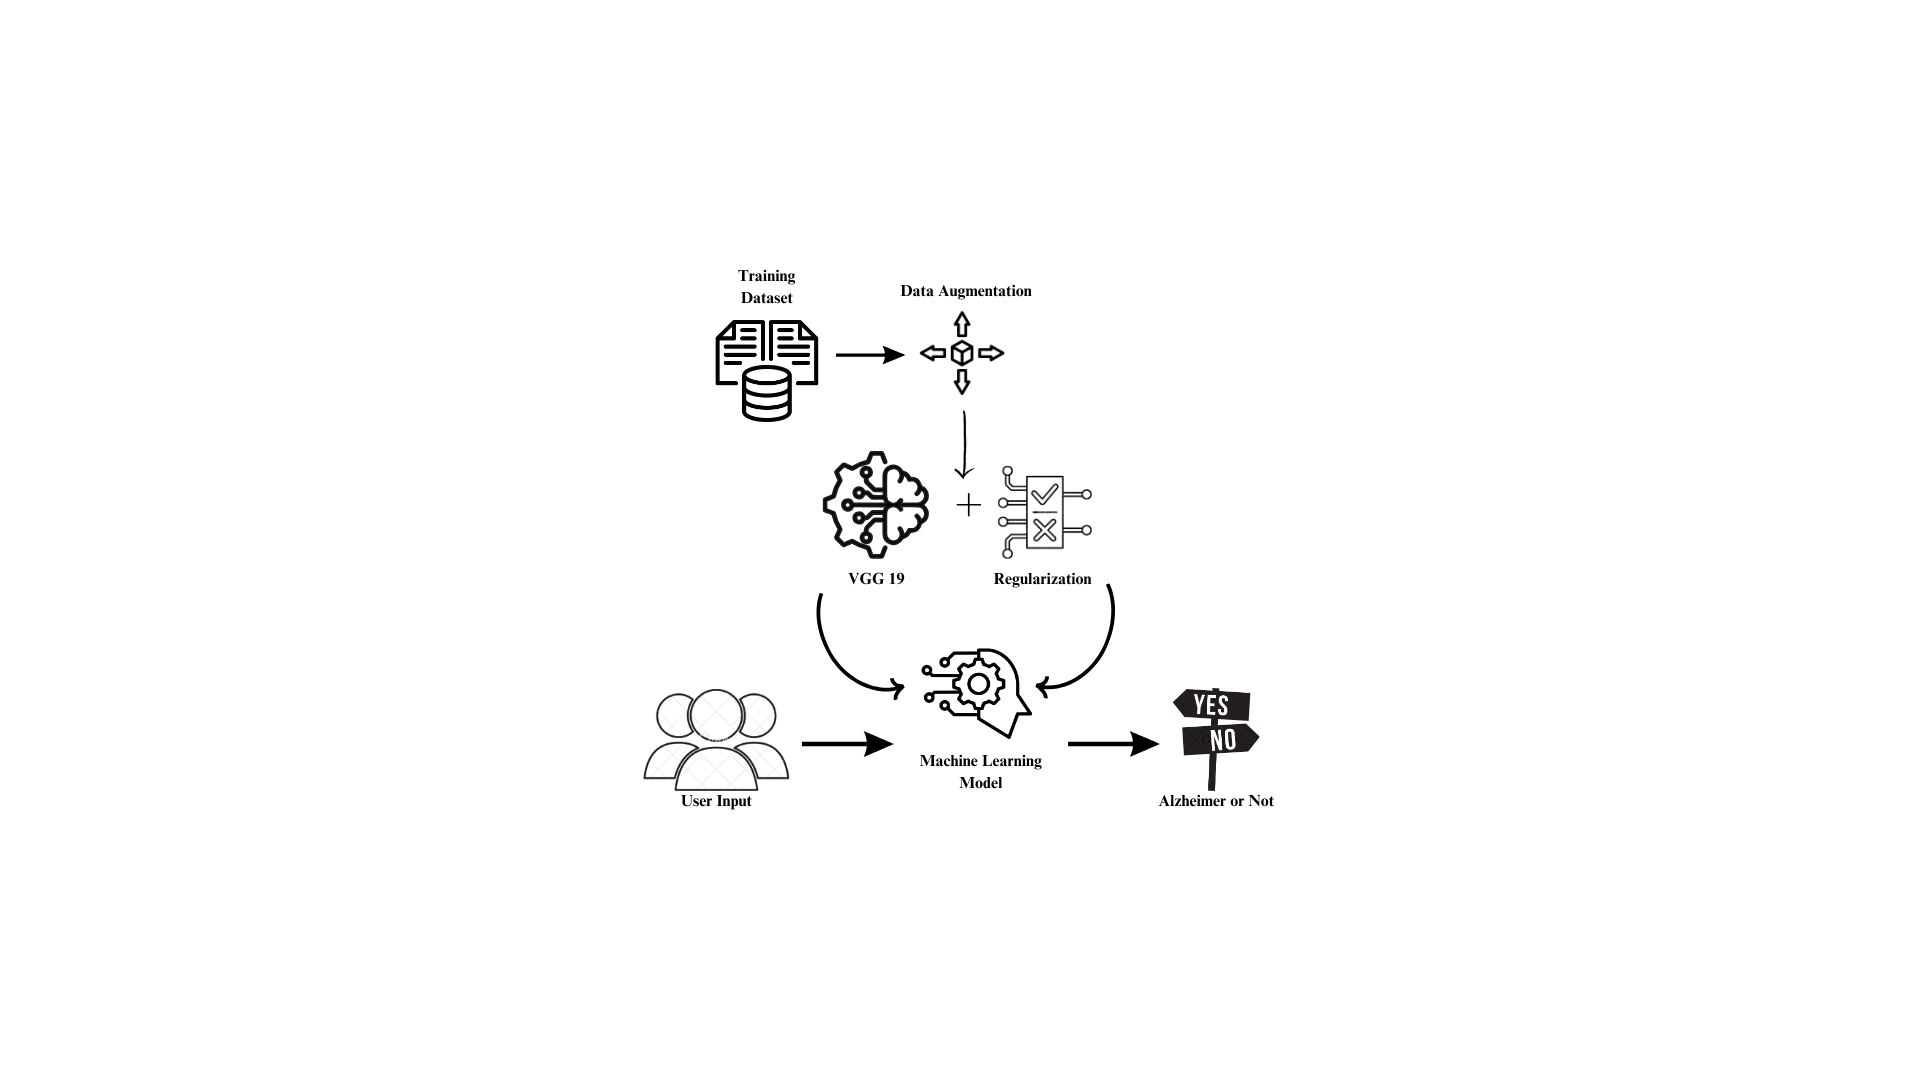 Training
Dataset
Data Augmentation
VGG 19
Regularization
Machine Learning
Model
User Input
YES
NO
Alzheimer or Not